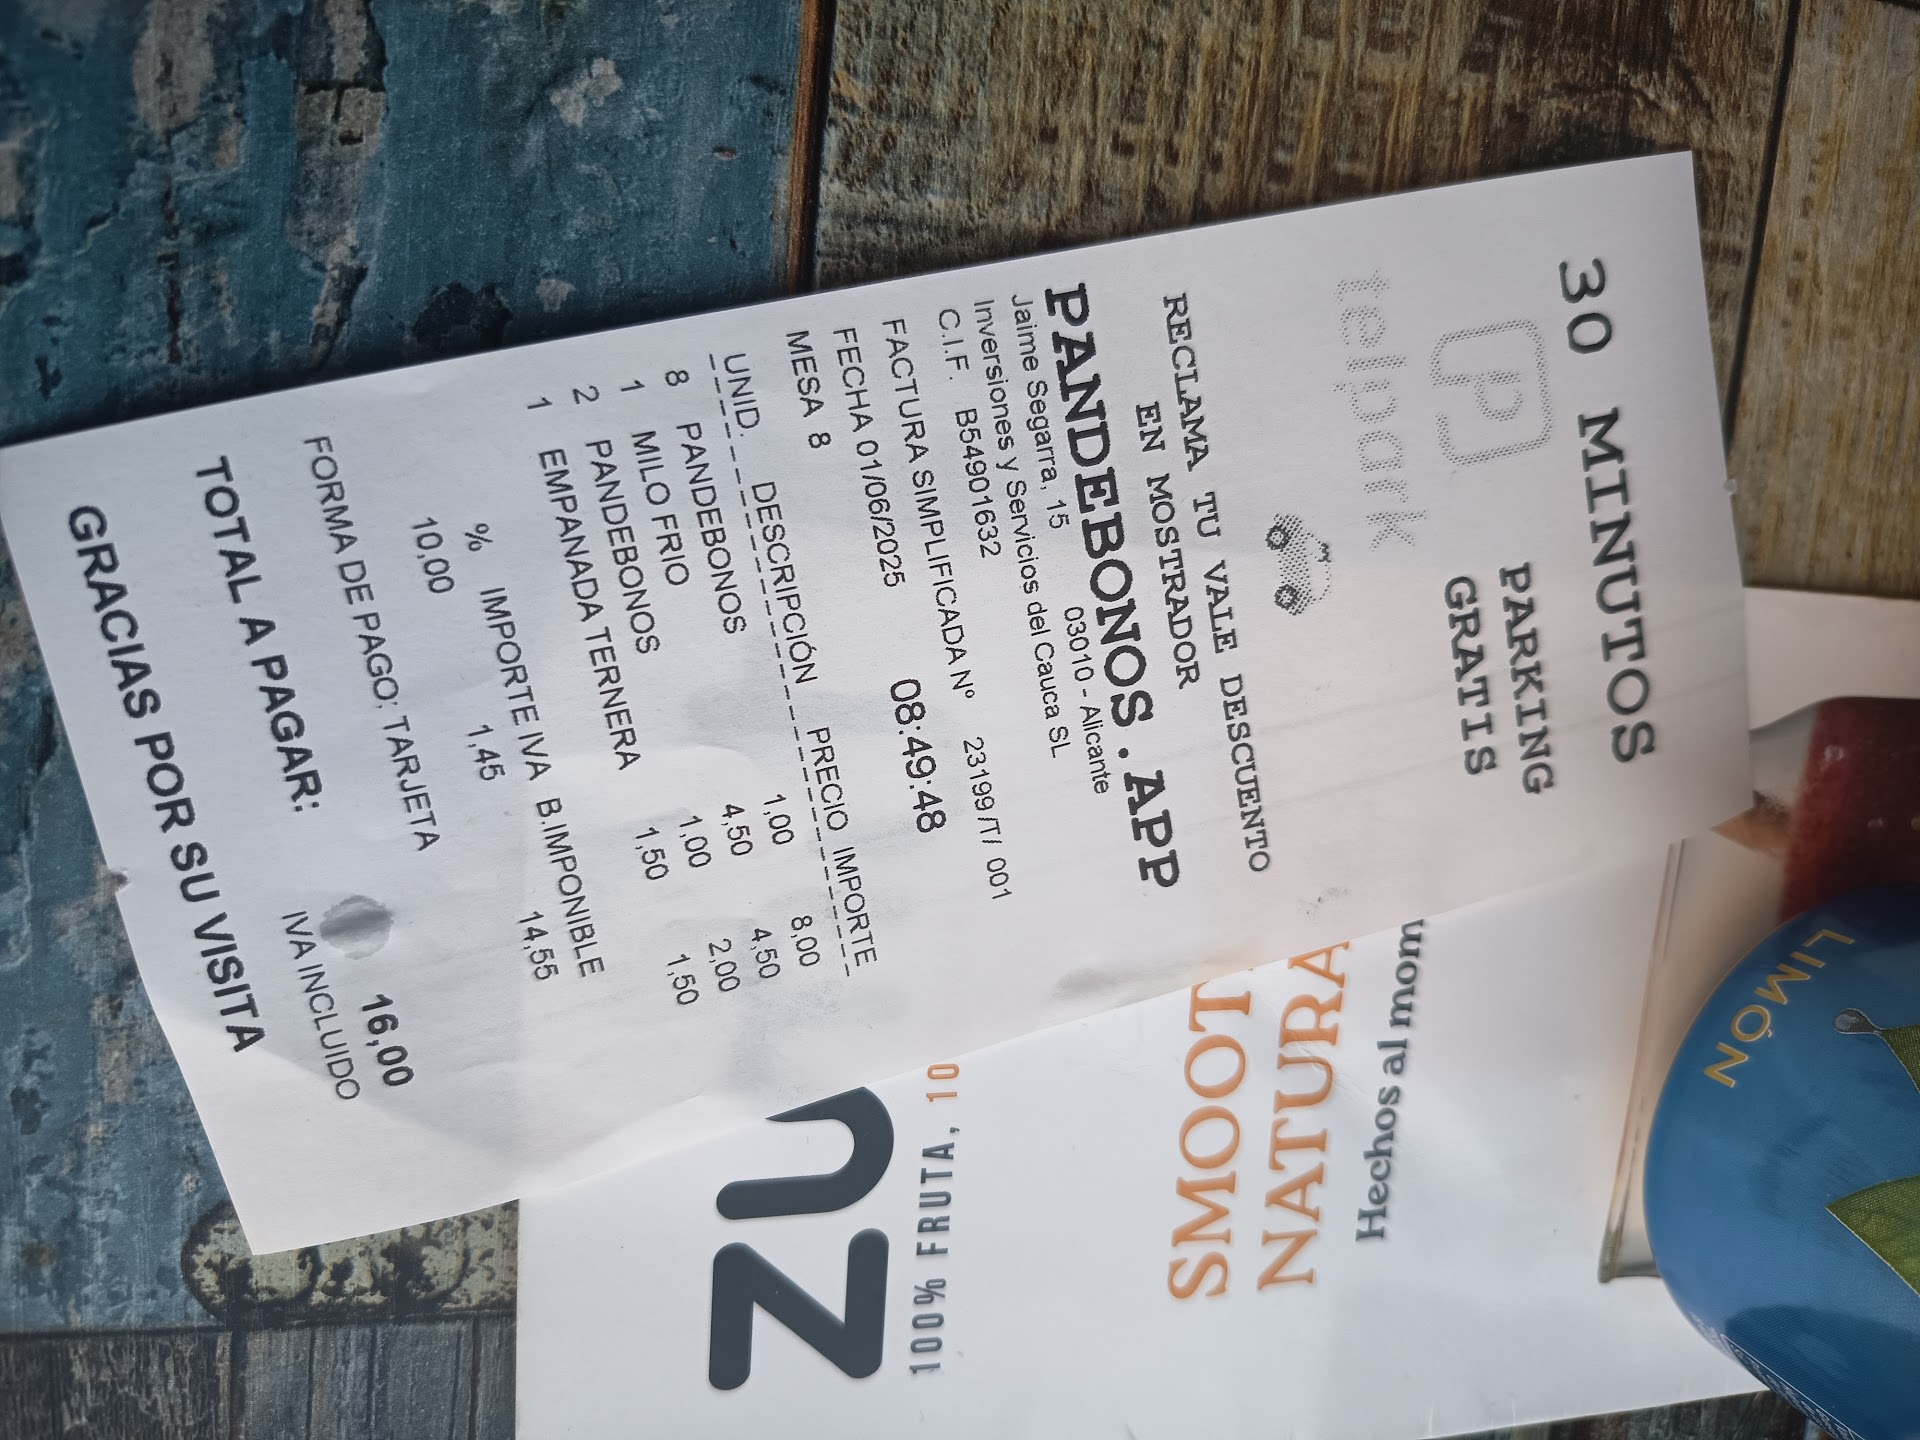 30 MINUTOS
PARKING
GRATIS
P
telpark
RECLAMA TU VALE DESCUENTO
EN MOSTRADOR
PANDEBONOS.APP
Jaime Segarra, 15 03010 - Alicante
Inversiones y Servicios del Cauca SL
C.I.F. B54901632
FACTURA SIMPLIFICADA Nº 23199 /T/ 001
FECHA 01/06/2025 08:49:48
MESA 8
UNID. DESCRIPCIÓN PRECIO IMPORTE
8 PANDEBONOS 1,00 8,00
1 MILO FRIO 4,50 4,50
2 PANDEBONOS 1,00 2,00
1 EMPANADA TERNERA 1,50 1,50
% IMPORTE IVA B.IMPONIBLE
10,00 1,45 14,55
FORMA DE PAGO: TARJETA
TOTAL A PAGAR: 16,00
IVA INCLUIDO
GRACIAS POR SU VISITA
ZU
100% FRUTA, 10
SMOOT
NATURA
Hechos al mom
LIMÓN